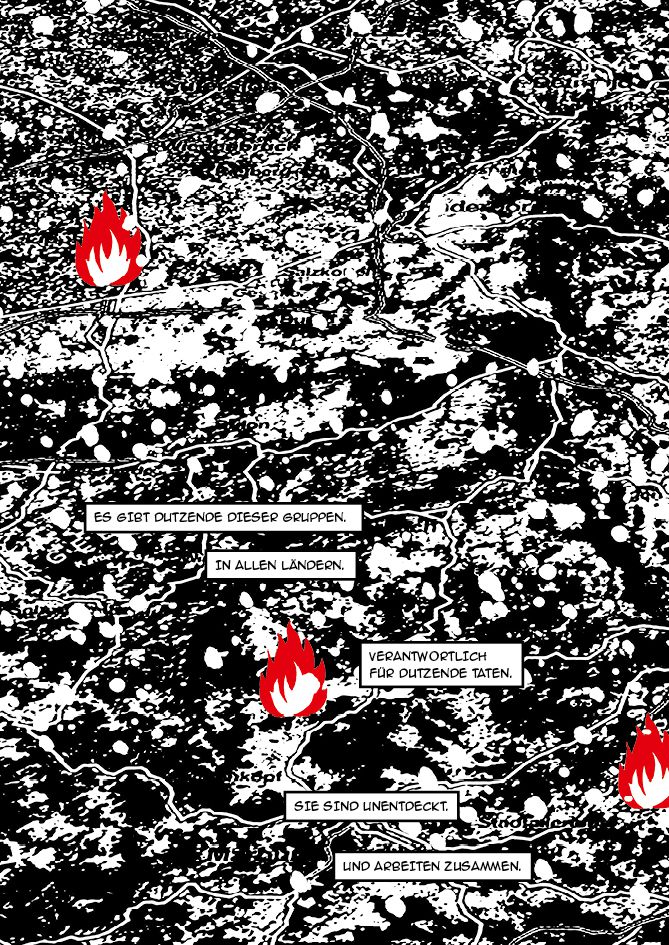 ES GIBT DUTZENDE DIESER GRUPPEN.
IN ALLEN LÄNDERN.
VERANTWORTLICH
FÜR DUTZENDE TATEN.
SIE SIND UNENTDECKT.
UND ARBEITEN ZUSAMMEN.